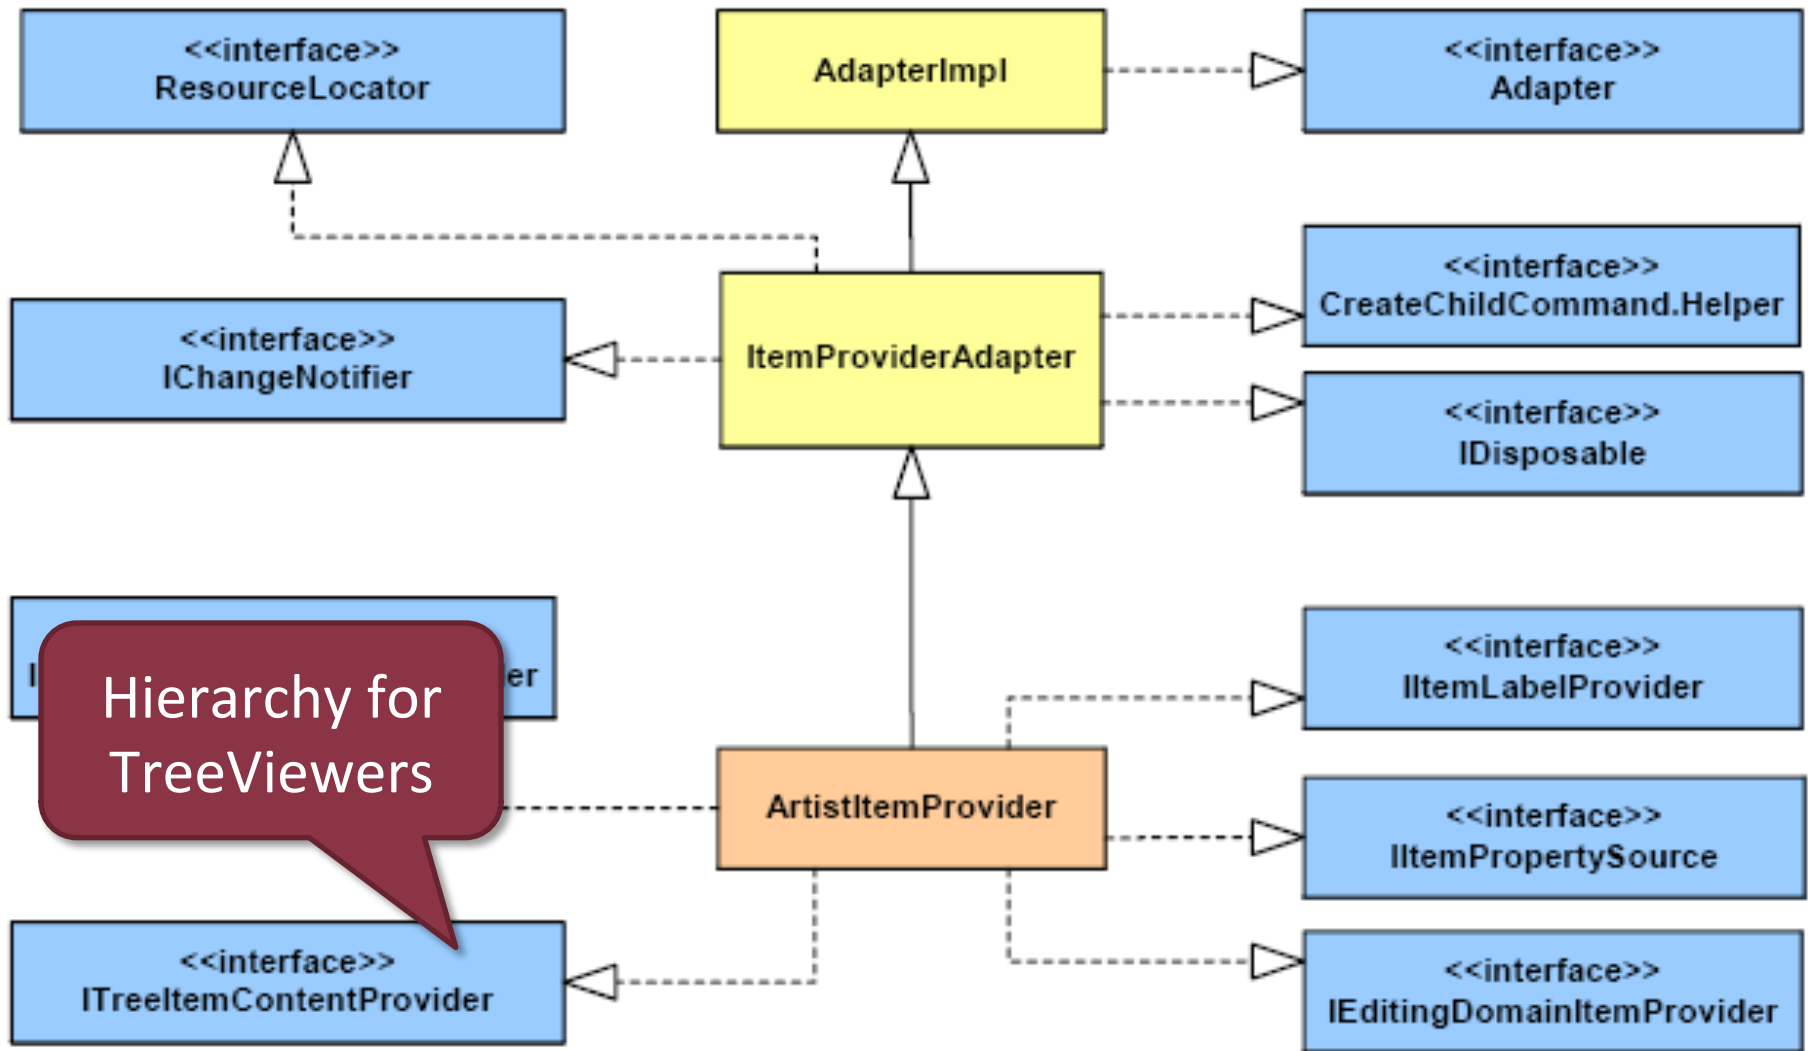 <<interface>>
ResourceLocator
AdapterImpl
<<interface>>
Adapter
<<interface>>
CreateChildCommand.Helper
<<interface>>
IChangeNotifier
ItemProviderAdapter
<<interface>>
IDisposable
Hierarchy for
TreeViewers
<<interface>>
IItemLabelProvider
ArtistItemProvider
<<interface>>
IItemPropertySource
<<interface>>
ITreeItemContentProvider
<<interface>>
IEditingDomainItemProvider